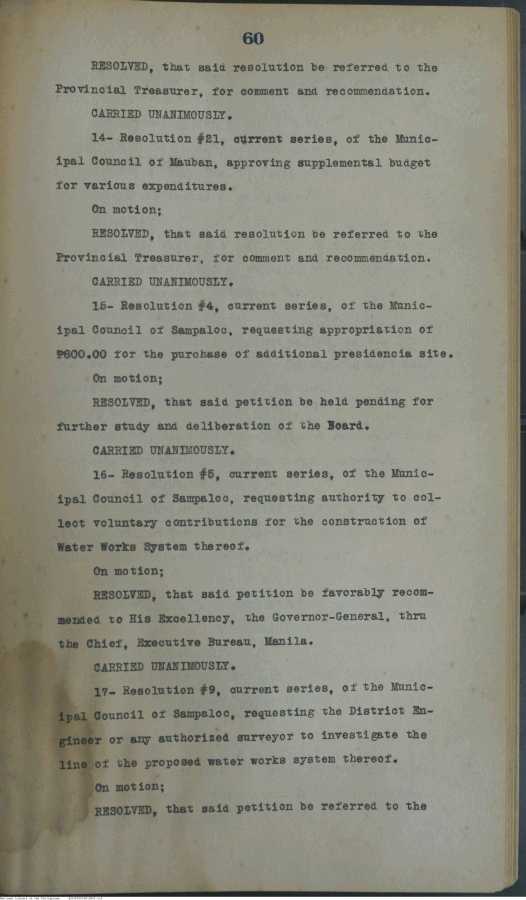 60
RESOLVED, that said resolution be referred to the
Provincial Treasurer, for comment and recommendation.
CARRIED UNANIMOUSLY.
14- Resolution #21, current series, of the Munic-
ipal Council of Mauban, approving supplemental budget
for various expenditures.
On motion;
RESOLVED, that said resolution be referred to the
Provincial Treasurer, for comment and recommendation.
CARRIED UNANIMOUSLY.
15- Resolution #4, current series, of the Munic-
ipal Council of Sampaloc, requesting appropriation of
₱600.00 for the purchase of additional presidencia site.
On motion;
RESOLVED, that said petition be held pending for
further study and deliberation of the Board.
CARRIED UNANIMOUSLY.
16- Resolution #5, current series, of the Munic-
ipal Council of Sampaloc, requesting authority to col-
lect voluntary contributions for the construction of
Water Works System thereof.
On motion;
RESOLVED, that said petition be favorably recom-
mended to His Excellency, the Governor-General, thru
the Chief, Executive Bureau, Manila.
CARRIED UNANIMOUSLY.
17- Resolution #9, current series, of the Munic-
ipal Council of Sampaloc, requesting the District En-
gineer or any authorized surveyor to investigate the
line of the proposed water works system thereof.
On motion;
RESOLVED, that said petition be referred to the
National Library of the Philippines